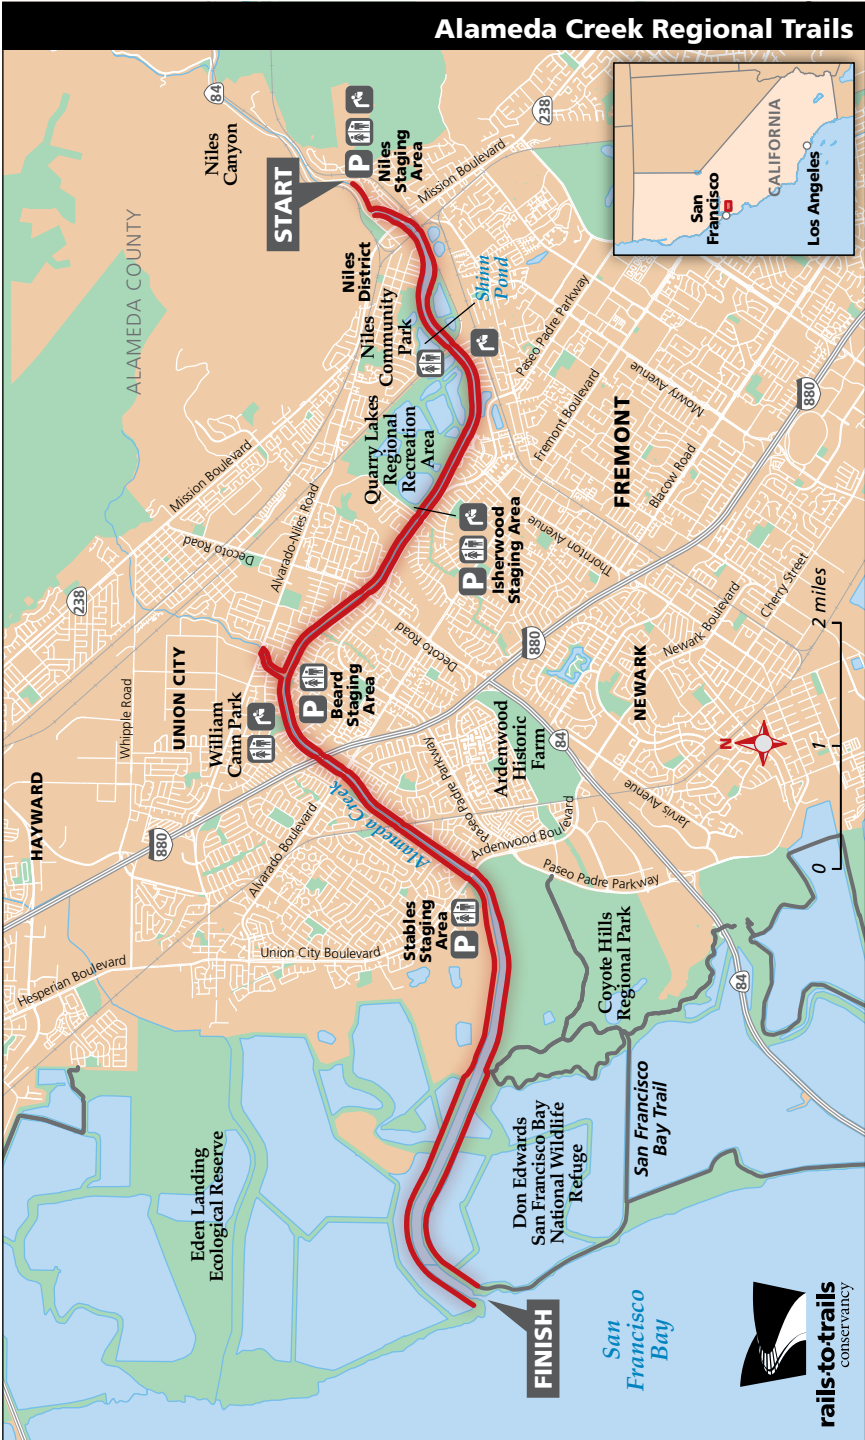 Alameda Creek Regional Trails
84
Niles
Canyon
START
P
Niles
Staging
Area
238
Mission Boulevard
CALIFORNIA
San
Francisco
Los Angeles
ALAMEDA COUNTY
Niles
District
Niles
Community
Park
Shinn
Pond
Paseo Padre Parkway
Mowry Avenue
Fremont Boulevard
880
FREMONT
Blacow Road
Quarry Lakes
Regional
Recreation
Area
Mission Boulevard
Decoto Road
Alvarado-Niles Road
P
Isherwood
Staging Area
Thornton Avenue
Cherry Street
Newark Boulevard
238
Decoto Road
880
NEWARK
2 miles
1
0
N
UNION CITY
Whipple Road
William
Cann Park
P
Beard
Staging
Area
Ardenwood
Historic
Farm
84
Jarvis Avenue
Paseo Padre Parkway
HAYWARD
880
Alvarado Boulevard
Alameda Creek
Ardenwood Boulevard
Paseo Padre Parkway
Stables
Staging
Area
P
Union City Boulevard
Hesperian Boulevard
Coyote Hills
Regional Park
84
San Francisco
Bay Trail
Eden Landing
Ecological Reserve
Don Edwards
San Francisco Bay
National Wildlife
Refuge
FINISH
San
Francisco
Bay
rails·to·trails
conservancy